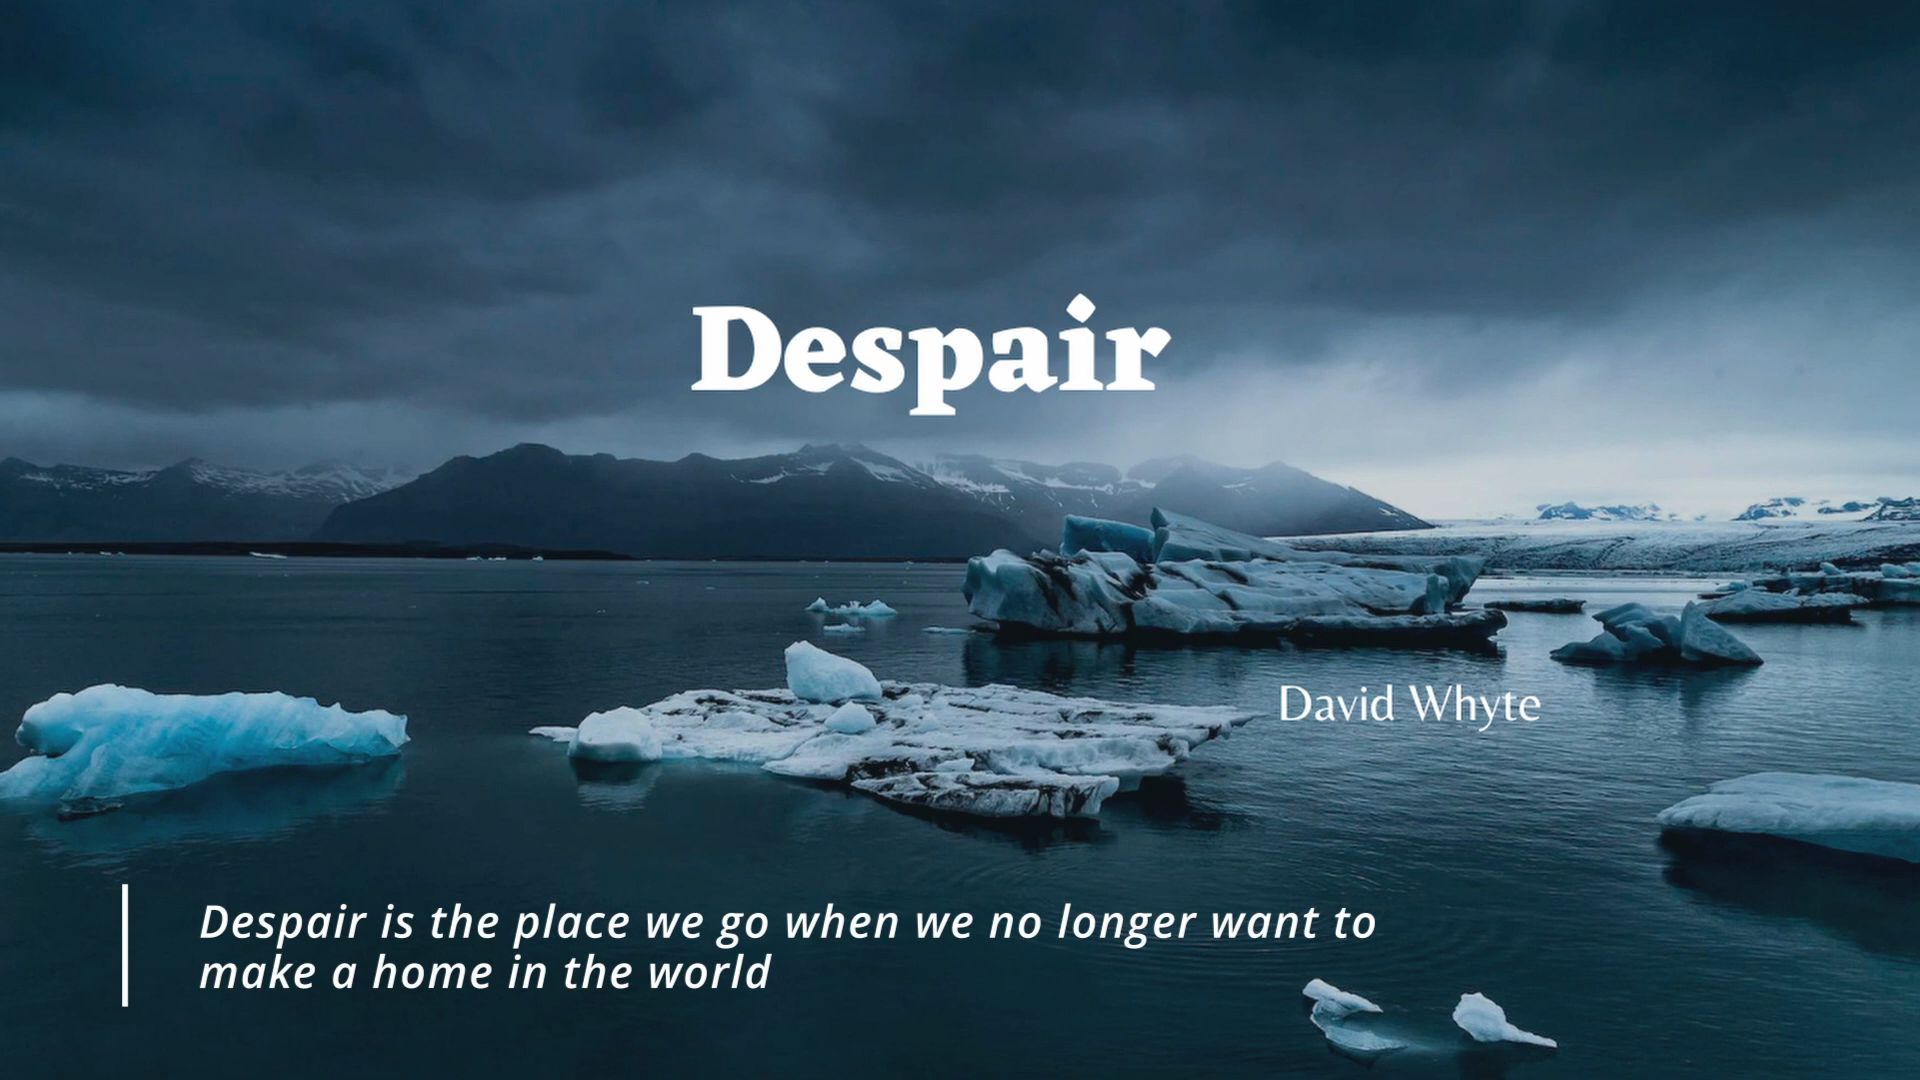 Despair
David Whyte
Despair is the place we go when we no longer want to
make a home in the world